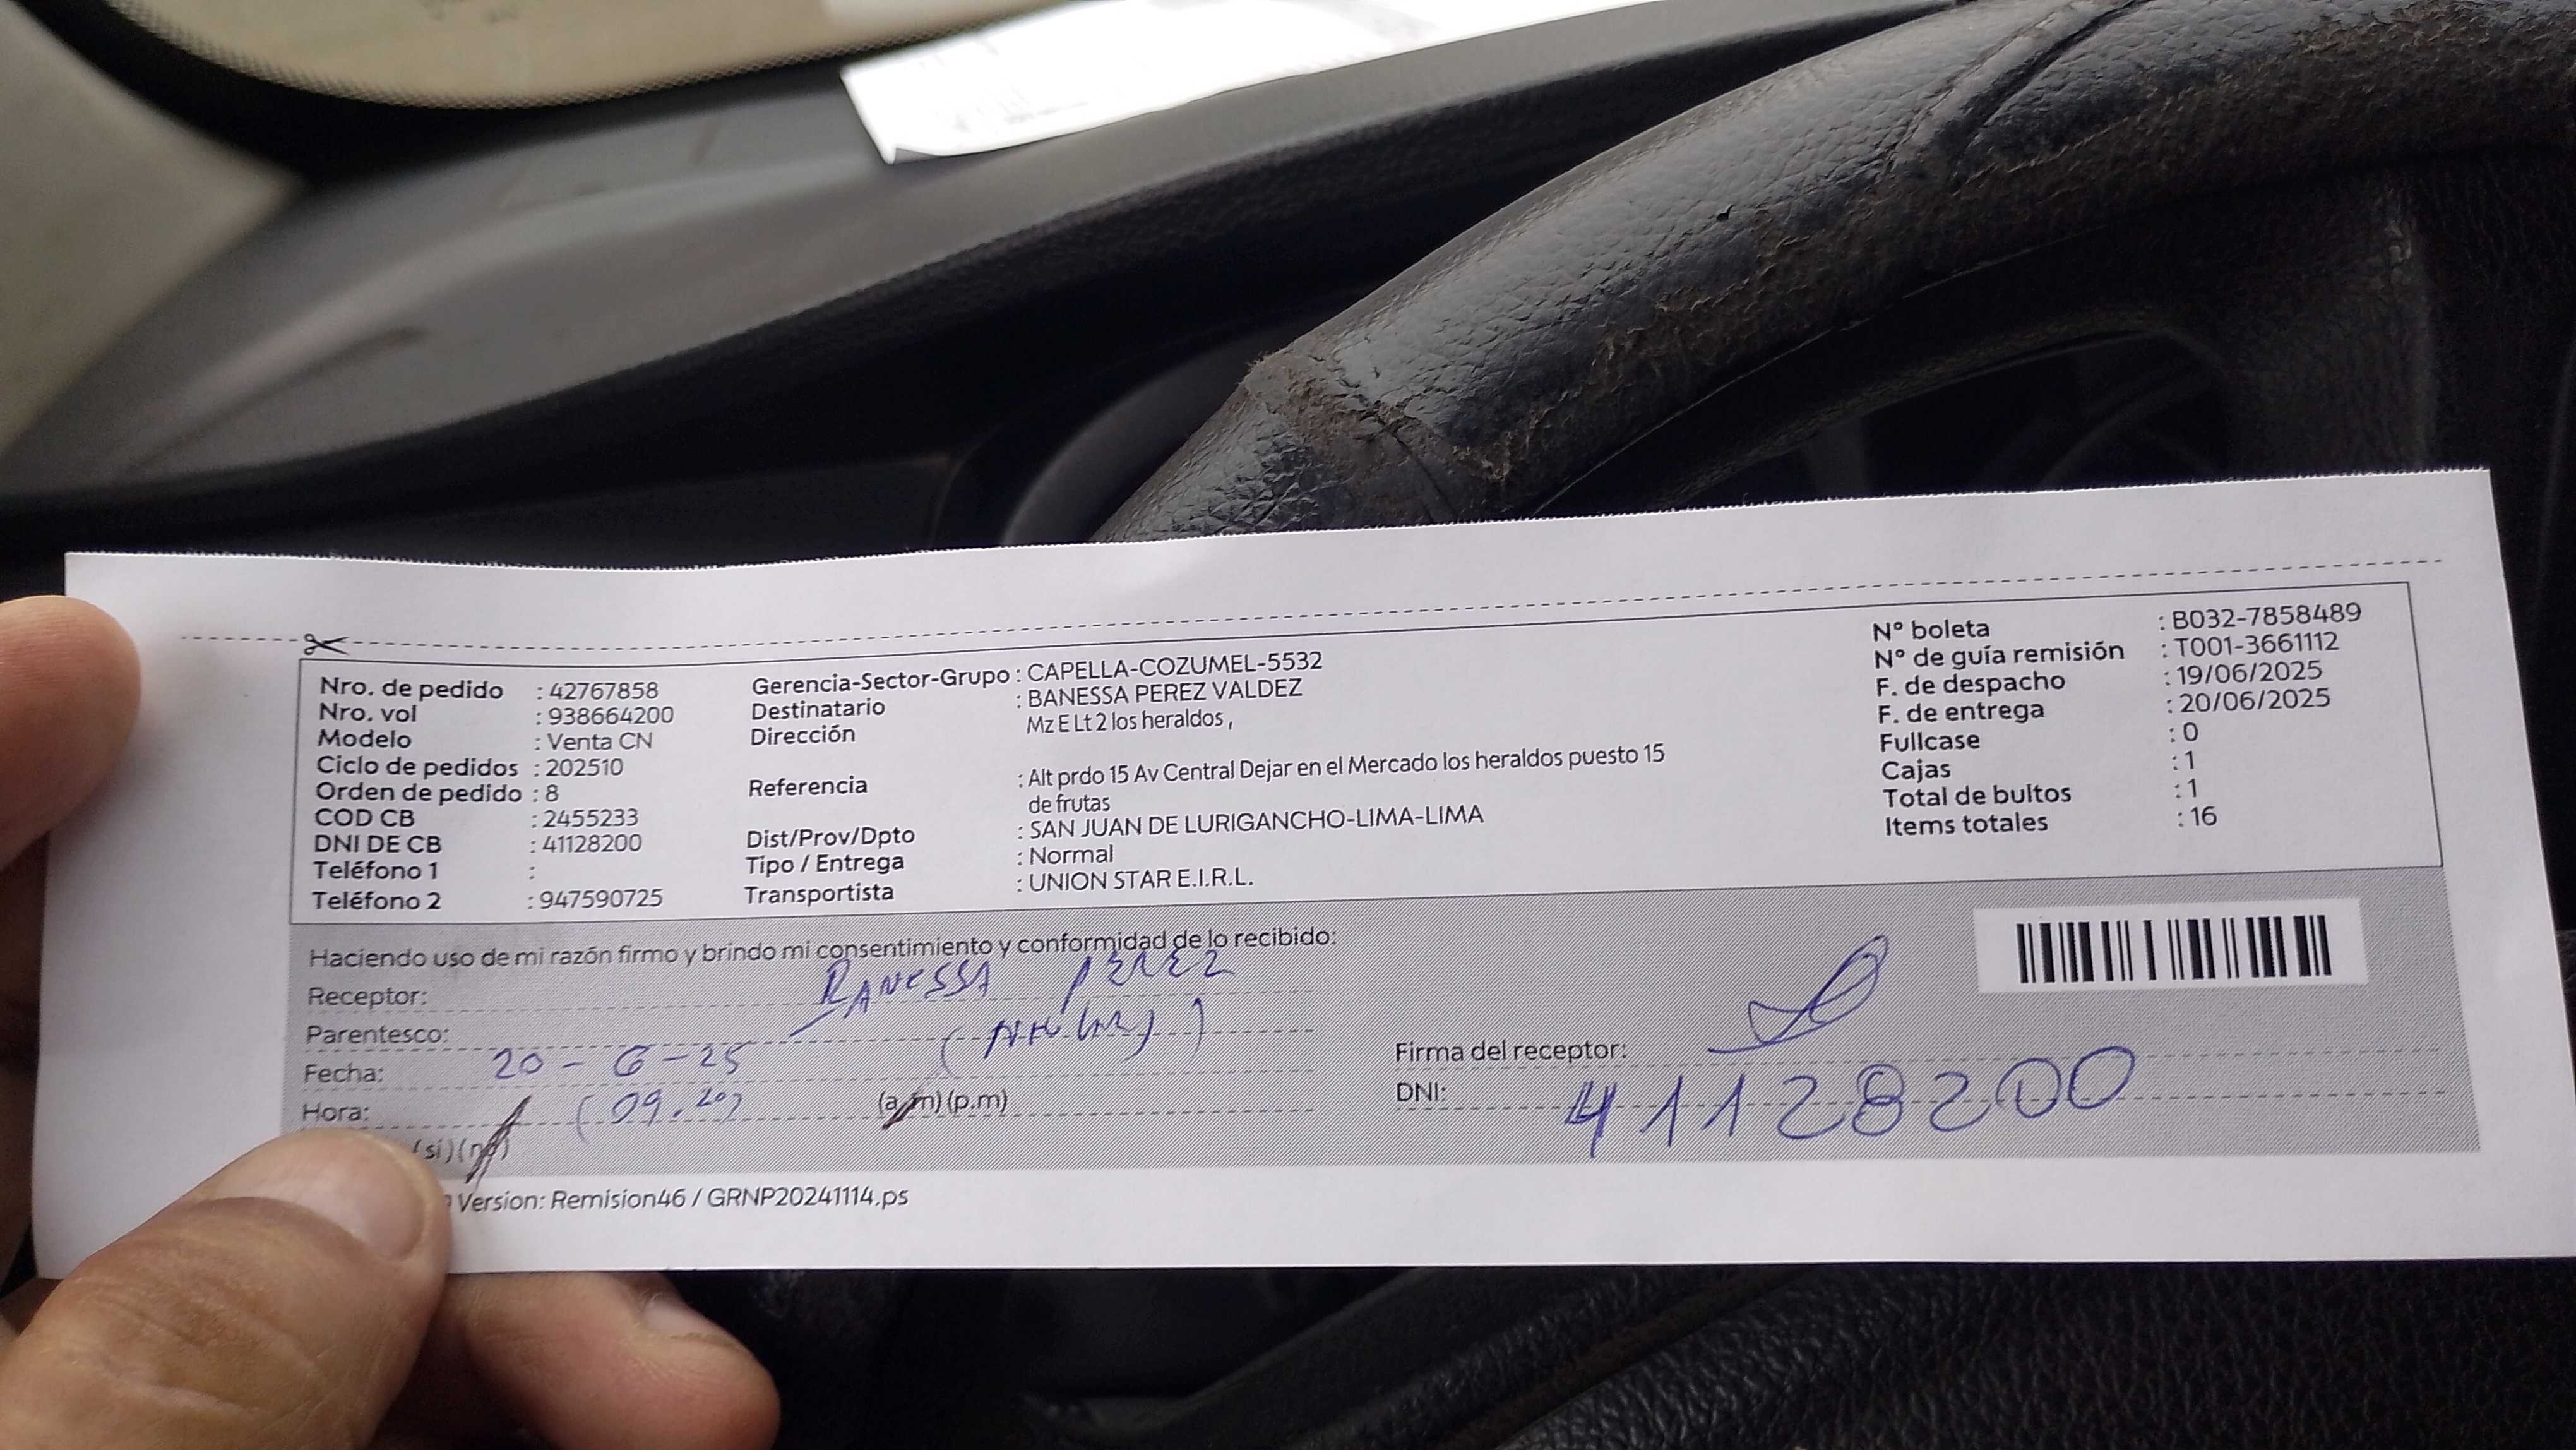 Nro. de pedido : 42767858
Nro. vol : 938664200
Modelo : Venta CN
Ciclo de pedidos : 202510
Orden de pedido : 8
COD CB : 2455233
DNI DE CB : 41128200
Teléfono 1 :
Teléfono 2 : 947590725
Gerencia-Sector-Grupo : CAPELLA-COZUMEL-5532
Destinatario : BANESSA PEREZ VALDEZ
Dirección Mz E Lt 2 los heraldos ,
Referencia : Alt prdo 15 Av Central Dejar en el Mercado los heraldos puesto 15
de frutas
Dist/Prov/Dpto : SAN JUAN DE LURIGANCHO-LIMA-LIMA
Tipo / Entrega : Normal
Transportista : UNION STAR E.I.R.L.
N° boleta : B032-7858489
N° de guía remisión : T001-3661112
F. de despacho : 19/06/2025
F. de entrega : 20/06/2025
Fullcase : 0
Cajas : 1
Total de bultos : 1
Items totales : 16
Haciendo uso de mi razón firmo y brindo mi consentimiento y conformidad de lo recibido:
Receptor: BANESSA PEREZ
Parentesco:
Fecha: 20-6-25
Hora: (09.20) (a.m) (p.m)
(si) (no)
Firma del receptor:
DNI: 41128200
Version: Remision46 / GRNP20241114.ps